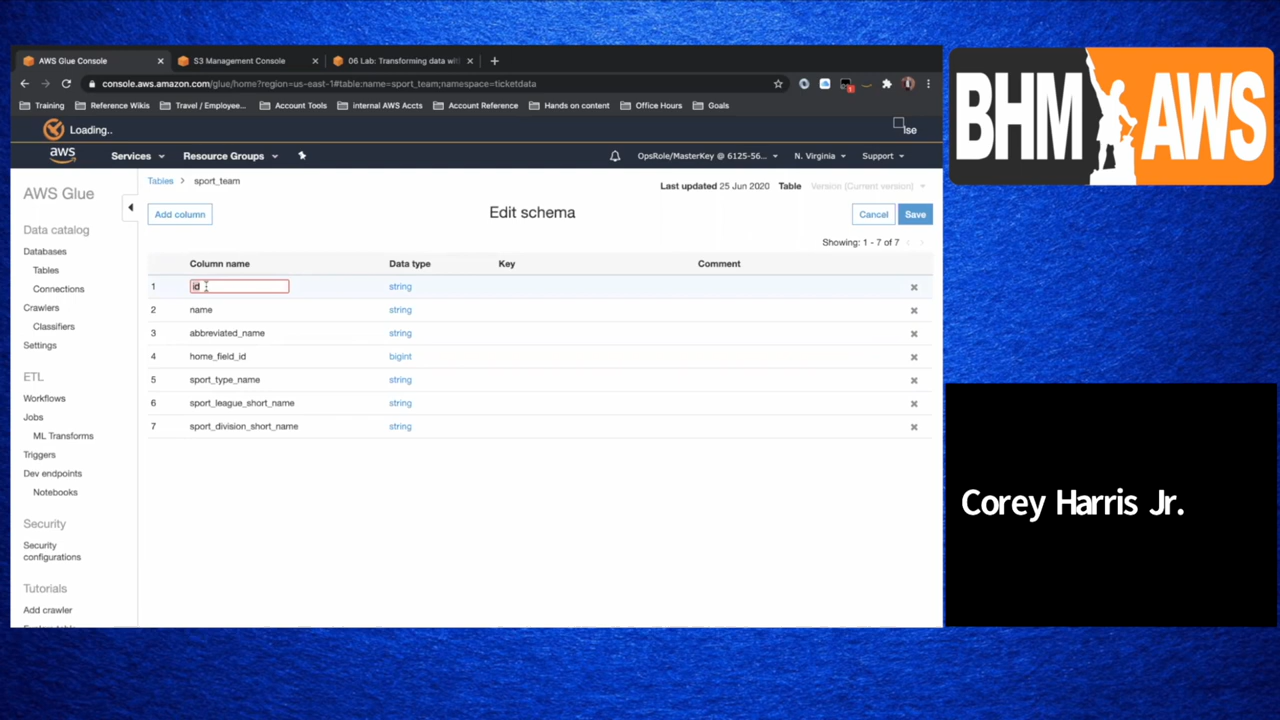 AWS Glue Console
S3 Management Console
06 Lab: Transforming data wit
console.aws.amazon.com/glue/home?region=us-east-1#table:name=sport_team;namespace=ticketdata
Training
Reference Wikis
Travel / Employee...
Account Tools
internal AWS Accts
Account Reference
Hands on content
Office Hours
Goals
Loading..
lse
aws
Services
Resource Groups
OpsRole/MasterKey @ 6125-56...
N. Virginia
Support
AWS Glue
Data catalog
Databases
Tables
Connections
Crawlers
Classifiers
Settings
ETL
Workflows
Jobs
ML Transforms
Triggers
Dev endpoints
Notebooks
Security
Security
configurations
Tutorials
Add crawler
Tables > sport_team
Last updated 25 Jun 2020 Table Version (Current version)
Add column
Edit schema
Cancel
Save
Showing: 1 - 7 of 7
Column name Data type Key Comment
1 id string
2 name string
3 abbreviated_name string
4 home_field_id bigint
5 sport_type_name string
6 sport_league_short_name string
7 sport_division_short_name string
BHM AWS
Corey Harris Jr.